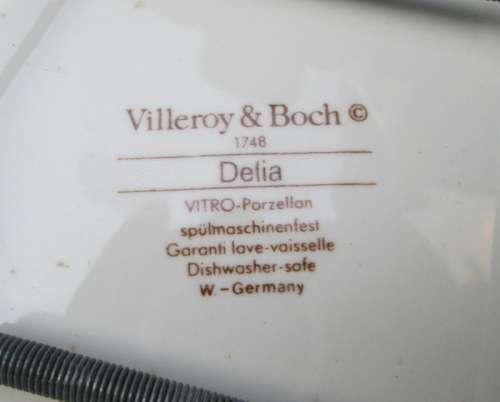 Villeroy & Boch ©
1748
Delia
VITRO-Porzellan
spülmaschinenfest
Garanti lave-vaisselle
Dishwasher-safe
W.-Germany